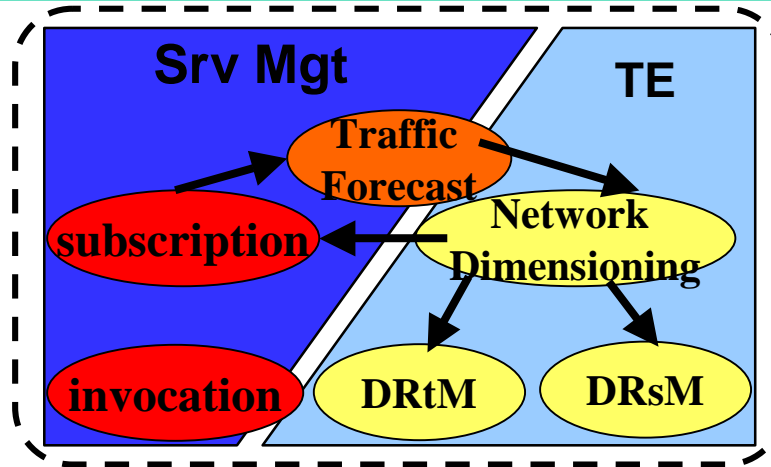 Srv Mgt
TE
Traffic
Forecast
subscription
Network
Dimensioning
invocation
DRtM
DRsM